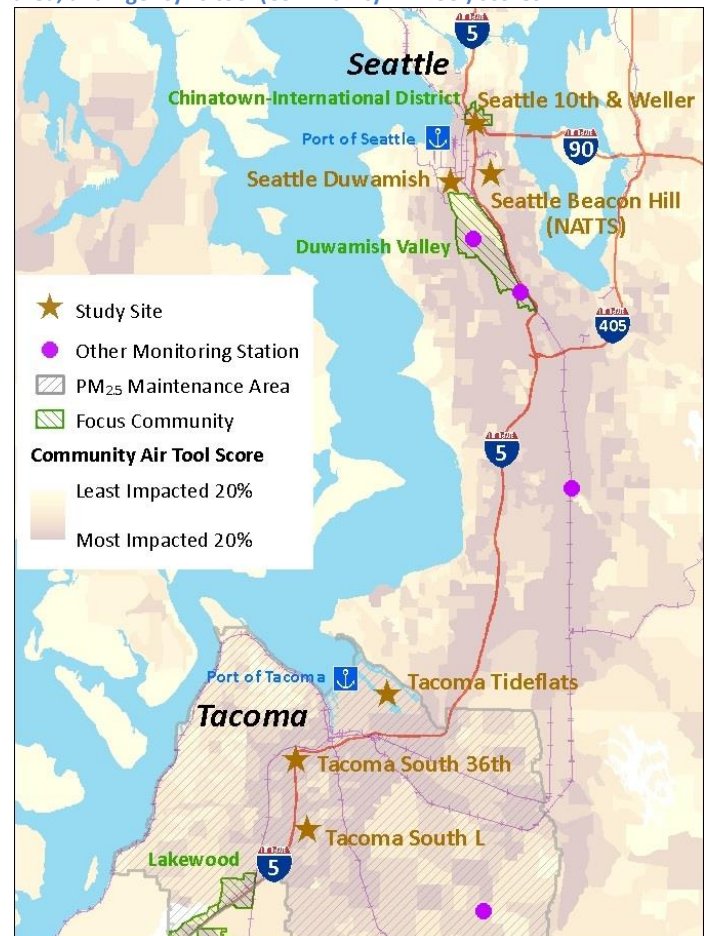 5
Seattle
Chinatown-International District
Seattle 10th & Weller
Port of Seattle
90
Seattle Duwamish
Seattle Beacon Hill
(NATTS)
Duwamish Valley
405
Study Site
Other Monitoring Station
PM2.5 Maintenance Area
Focus Community
Community Air Tool Score
Least Impacted 20%
Most Impacted 20%
5
Port of Tacoma
Tacoma Tideflats
Tacoma
Tacoma South 36th
Tacoma South L
Lakewood
5